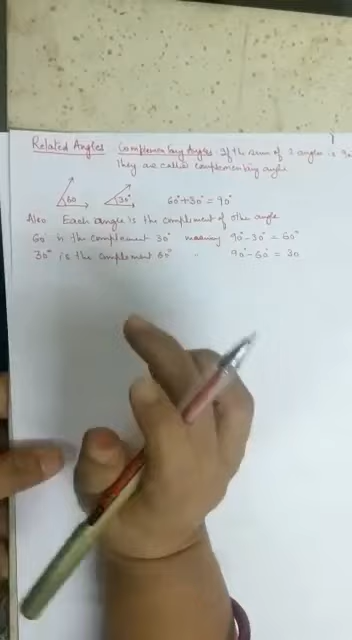 Related Angles Complementary Angles If the sum of 2 angles is 90
They are called complementary angle
60° 30° 60°+30° = 90°
Also Each angle is the complement of other angle
60° is the complement 30° meaning 90°-30° = 60°
30° is the complement 60° 90°-60° = 30